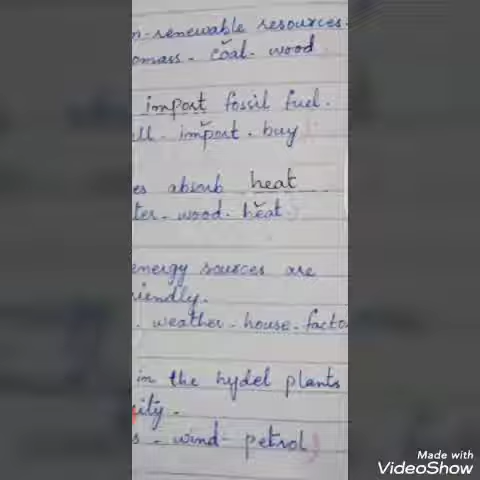 n-renewable resources.
omass - coal - wood
import fossil fuel.
ll - import - buy
es absorb heat
ter - wood - heat
energy sources are
riendly.
. weather - house - facto
in the hydel plants
ity.
s - wind - petrol)
Made with
VideoShow